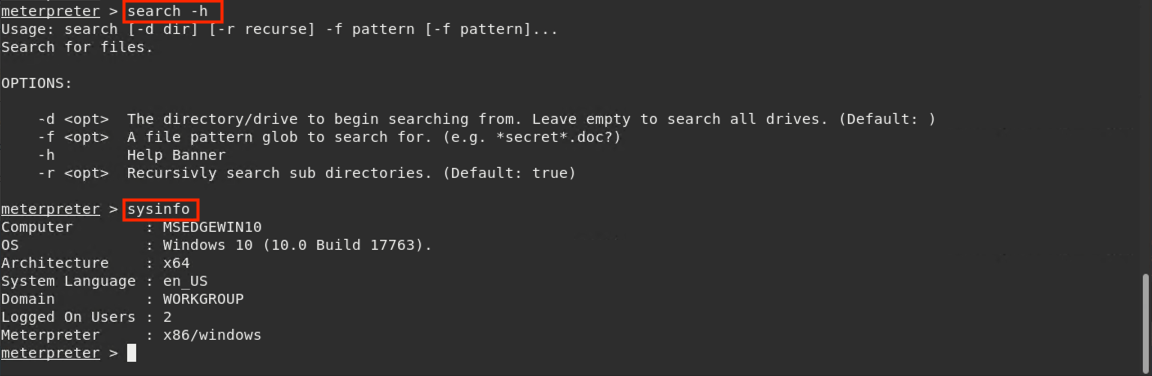 meterpreter > search -h
Usage: search [-d dir] [-r recurse] -f pattern [-f pattern]...
Search for files.
OPTIONS:
-d <opt> The directory/drive to begin searching from. Leave empty to search all drives. (Default: )
-f <opt> A file pattern glob to search for. (e.g. *secret*.doc?)
-h Help Banner
-r <opt> Recursivly search sub directories. (Default: true)
meterpreter > sysinfo
Computer : MSEDGEWIN10
OS : Windows 10 (10.0 Build 17763).
Architecture : x64
System Language : en_US
Domain : WORKGROUP
Logged On Users : 2
Meterpreter : x86/windows
meterpreter >